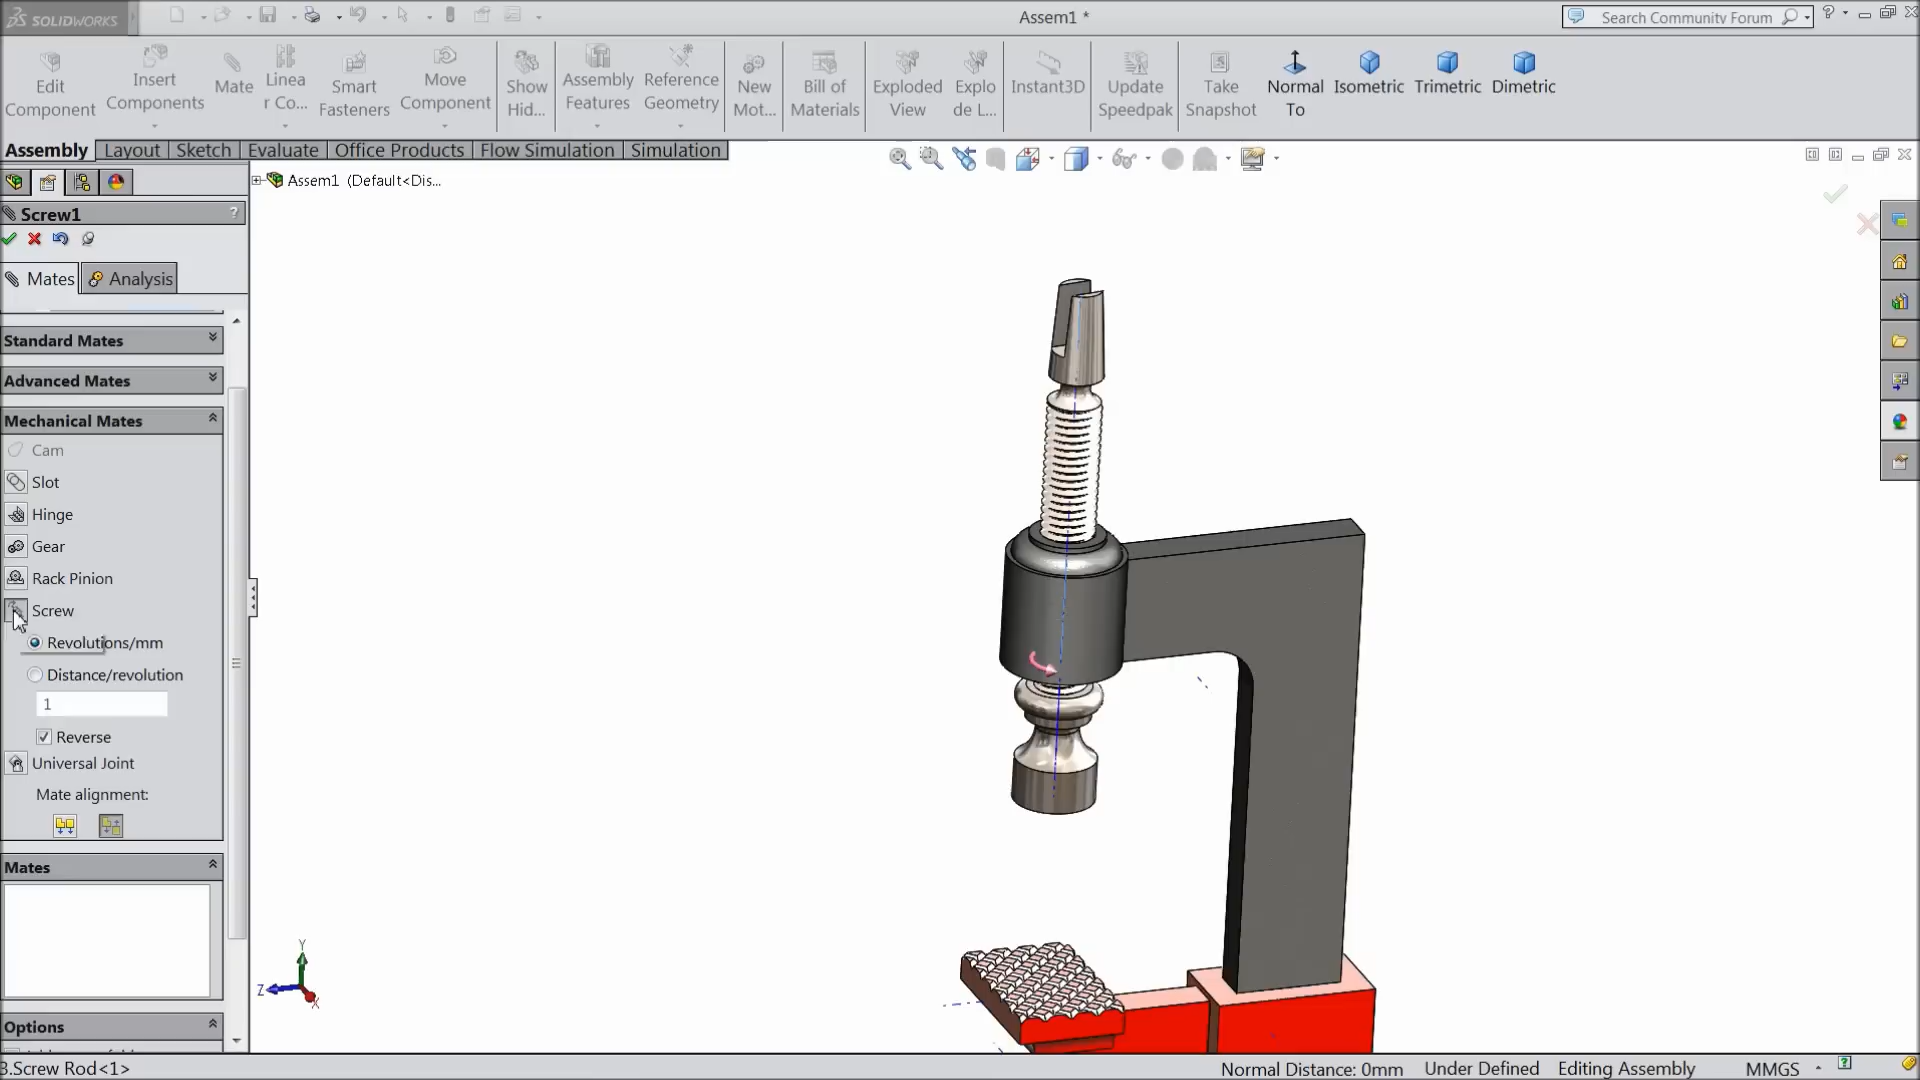 SOLIDWORKS
Assem1 *
Search Community Forum
?
Edit Component
Insert Components
Mate
Linea r Co...
Smart Fasteners
Move Component
Show Hid...
Assembly Features
Reference Geometry
New Mot...
Bill of Materials
Exploded View
Explo de L...
Instant3D
Update Speedpak
Take Snapshot
Normal To
Isometric
Trimetric
Dimetric
Assembly
Layout
Sketch
Evaluate
Office Products
Flow Simulation
Simulation
Assem1 (Default<Dis...
Screw1
?
Mates
Analysis
Standard Mates
Advanced Mates
Mechanical Mates
Cam
Slot
Hinge
Gear
Rack Pinion
Screw
Revolutions/mm
Distance/revolution
1
Reverse
Universal Joint
Mate alignment:
Mates
Options
Y
Z
X
3.Screw Rod<1>
Normal Distance: 0mm
Under Defined
Editing Assembly
MMGS
?